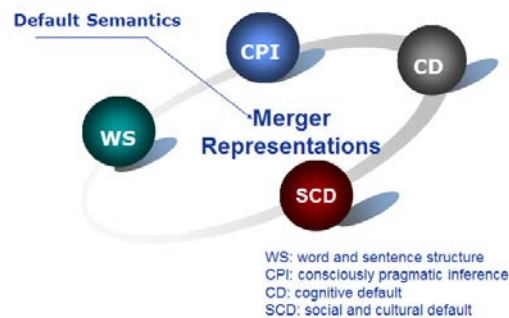 Default Semantics
CPI
CD
WS
Merger
Representations
SCD
WS: word and sentence structure
CPI: consciously pragmatic inference
CD: cognitive default
SCD: social and cultural default